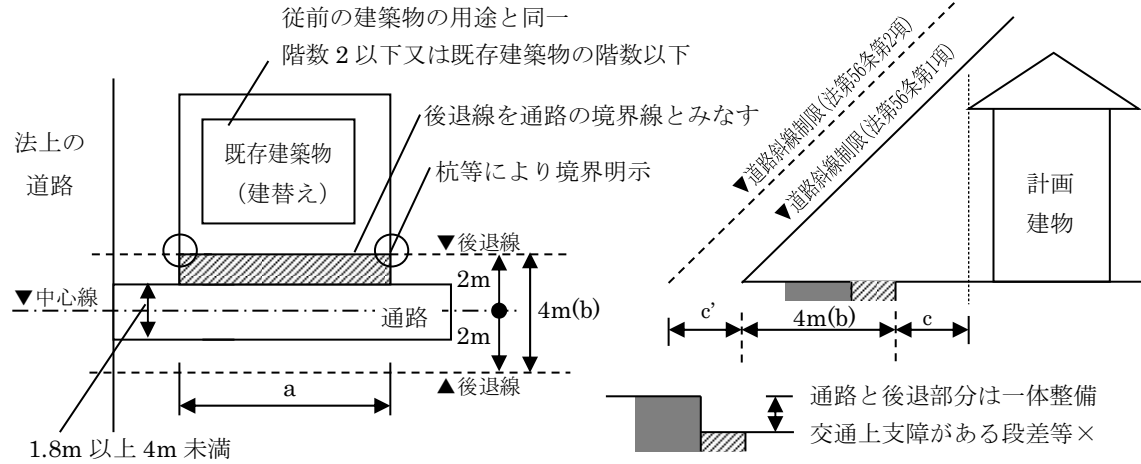 従前の建築物の用途と同一
階数 2 以下又は既存建築物の階数以下
法上の
道路
既存建築物
（建替え）
後退線を通路の境界線とみなす
杭等により境界明示
▼後退線
▼中心線
通路
2m
2m
4m(b)
▲後退線
a
1.8m 以上 4m 未満
▼道路斜線制限(法第56条第2項)
▼道路斜線制限(法第56条第1項)
計画
建物
c’
4m(b)
c
通路と後退部分は一体整備
交通上支障がある段差等×